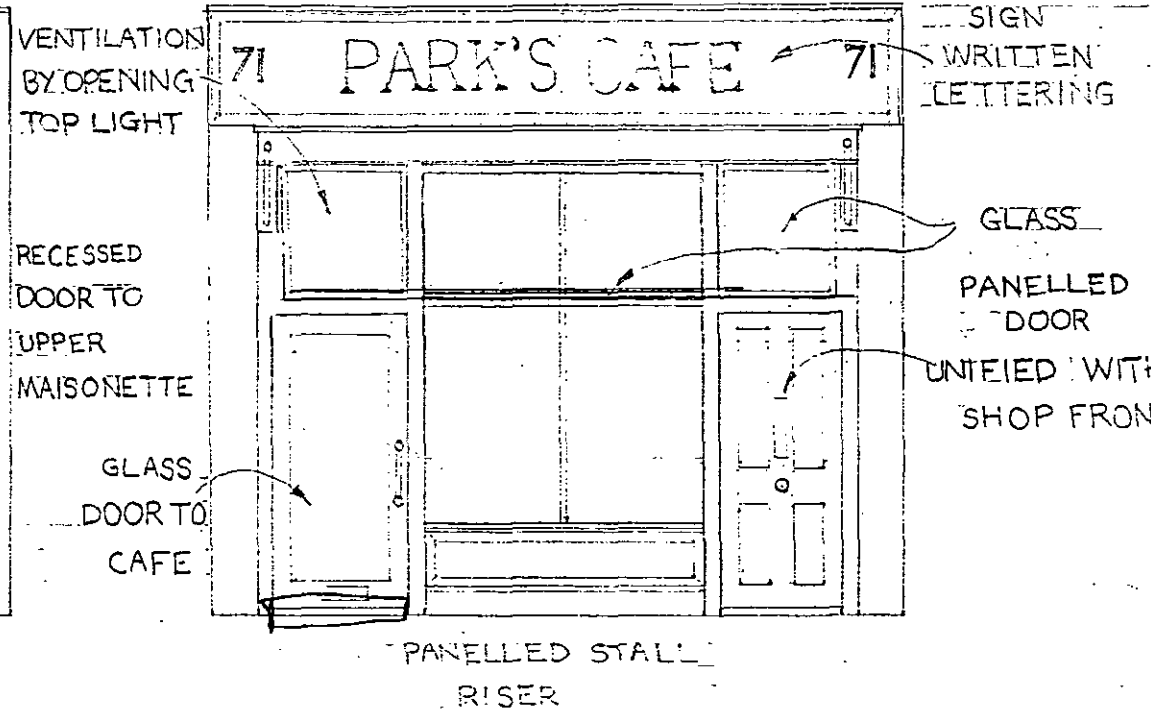 VENTILATION
BY OPENING
TOP LIGHT
71 PARK'S CAFE 71
SIGN
WRITTEN
LETTERING
RECESSED
DOOR TO
UPPER
MAISONETTE
GLASS
PANELLED
DOOR
UNIFIED WITH
SHOP FRON
GLASS
DOOR TO
CAFE
PANELLED STALL
RISER